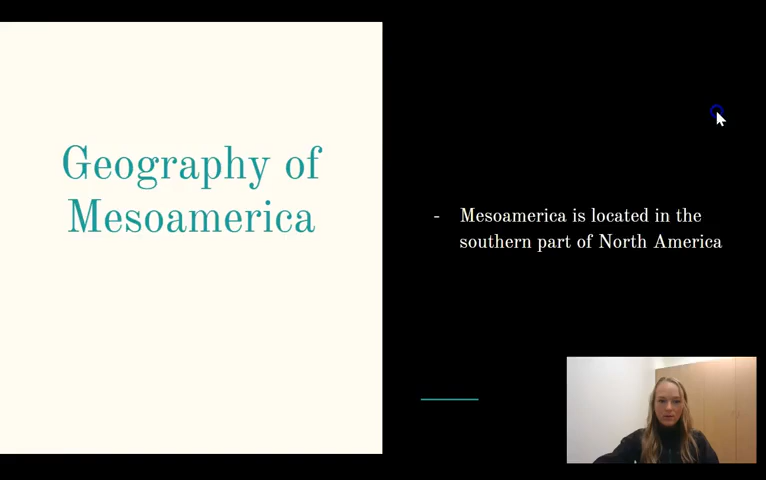 Geography of
Mesoamerica
- Mesoamerica is located in the
southern part of North America